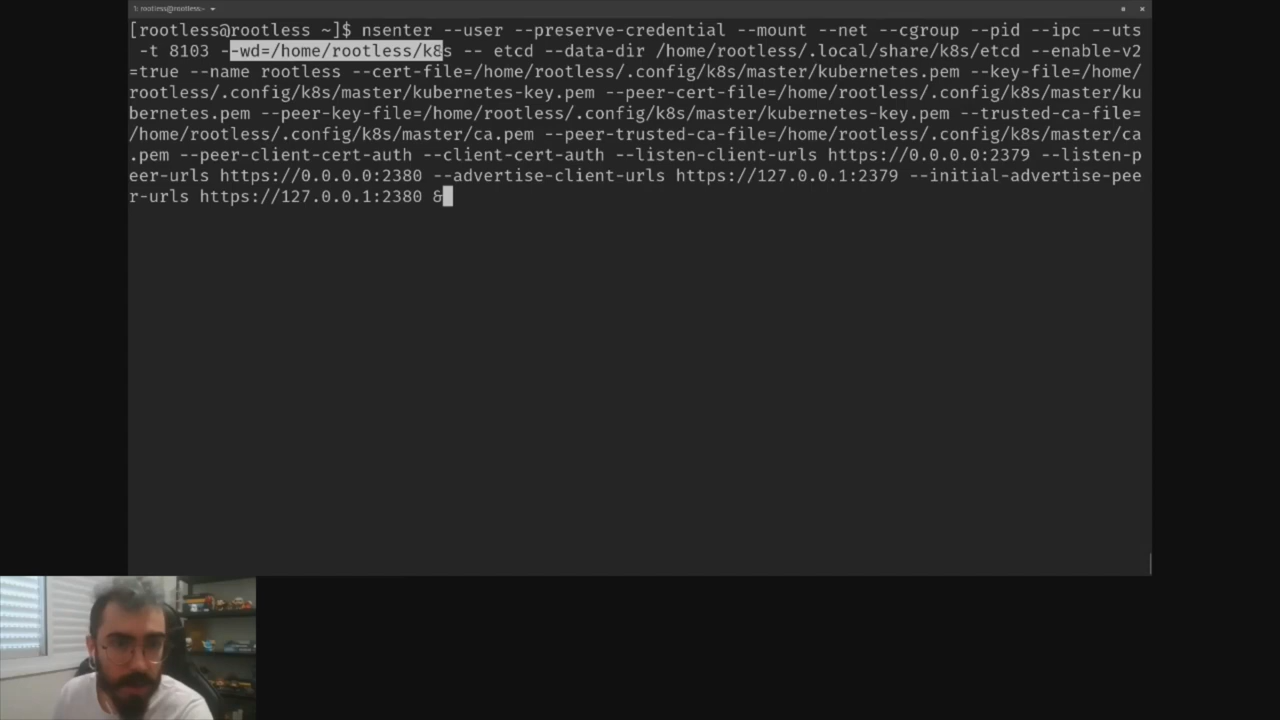 1: rootless@rootless:~
[rootless@rootless ~]$ nsenter --user --preserve-credential --mount --net --cgroup --pid --ipc --uts
-t 8103 --wd=/home/rootless/k8s -- etcd --data-dir /home/rootless/.local/share/k8s/etcd --enable-v2
=true --name rootless --cert-file=/home/rootless/.config/k8s/master/kubernetes.pem --key-file=/home/
rootless/.config/k8s/master/kubernetes-key.pem --peer-cert-file=/home/rootless/.config/k8s/master/ku
bernetes.pem --peer-key-file=/home/rootless/.config/k8s/master/kubernetes-key.pem --trusted-ca-file=
/home/rootless/.config/k8s/master/ca.pem --peer-trusted-ca-file=/home/rootless/.config/k8s/master/ca
.pem --peer-client-cert-auth --client-cert-auth --listen-client-urls https://0.0.0.0:2379 --listen-p
eer-urls https://0.0.0.0:2380 --advertise-client-urls https://127.0.0.1:2379 --initial-advertise-pee
r-urls https://127.0.0.1:2380 &